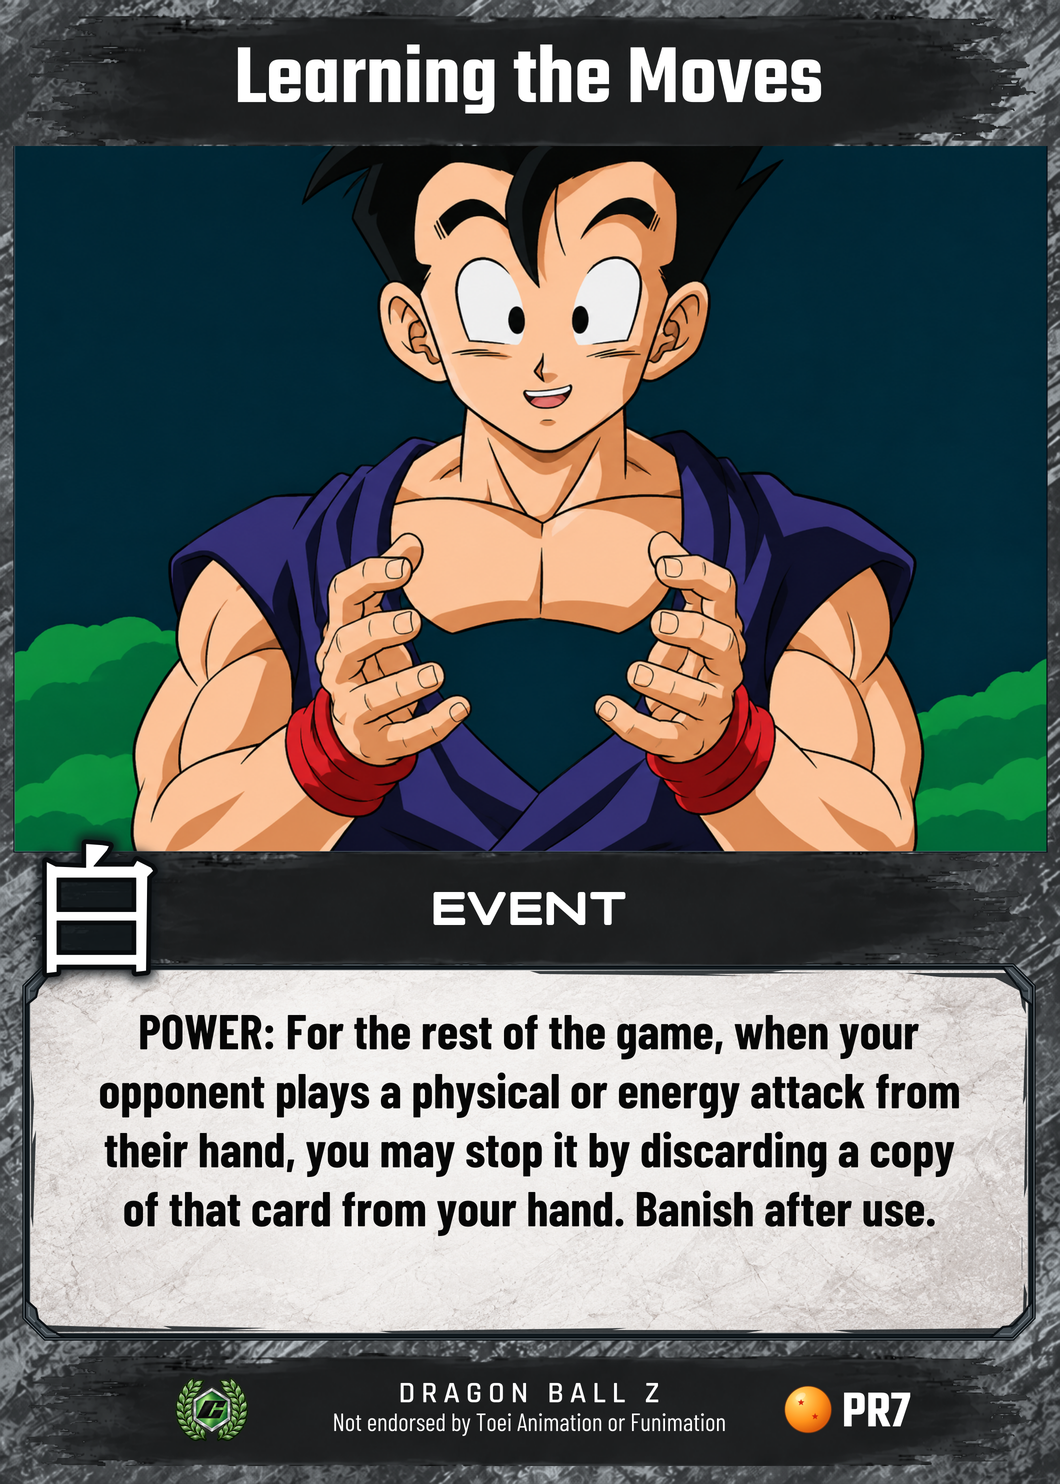 Learning the Moves
白
EVENT
POWER: For the rest of the game, when your
opponent plays a physical or energy attack from
their hand, you may stop it by discarding a copy
of that card from your hand. Banish after use.
DRAGON BALL Z
Not endorsed by Toei Animation or Funimation
PR7